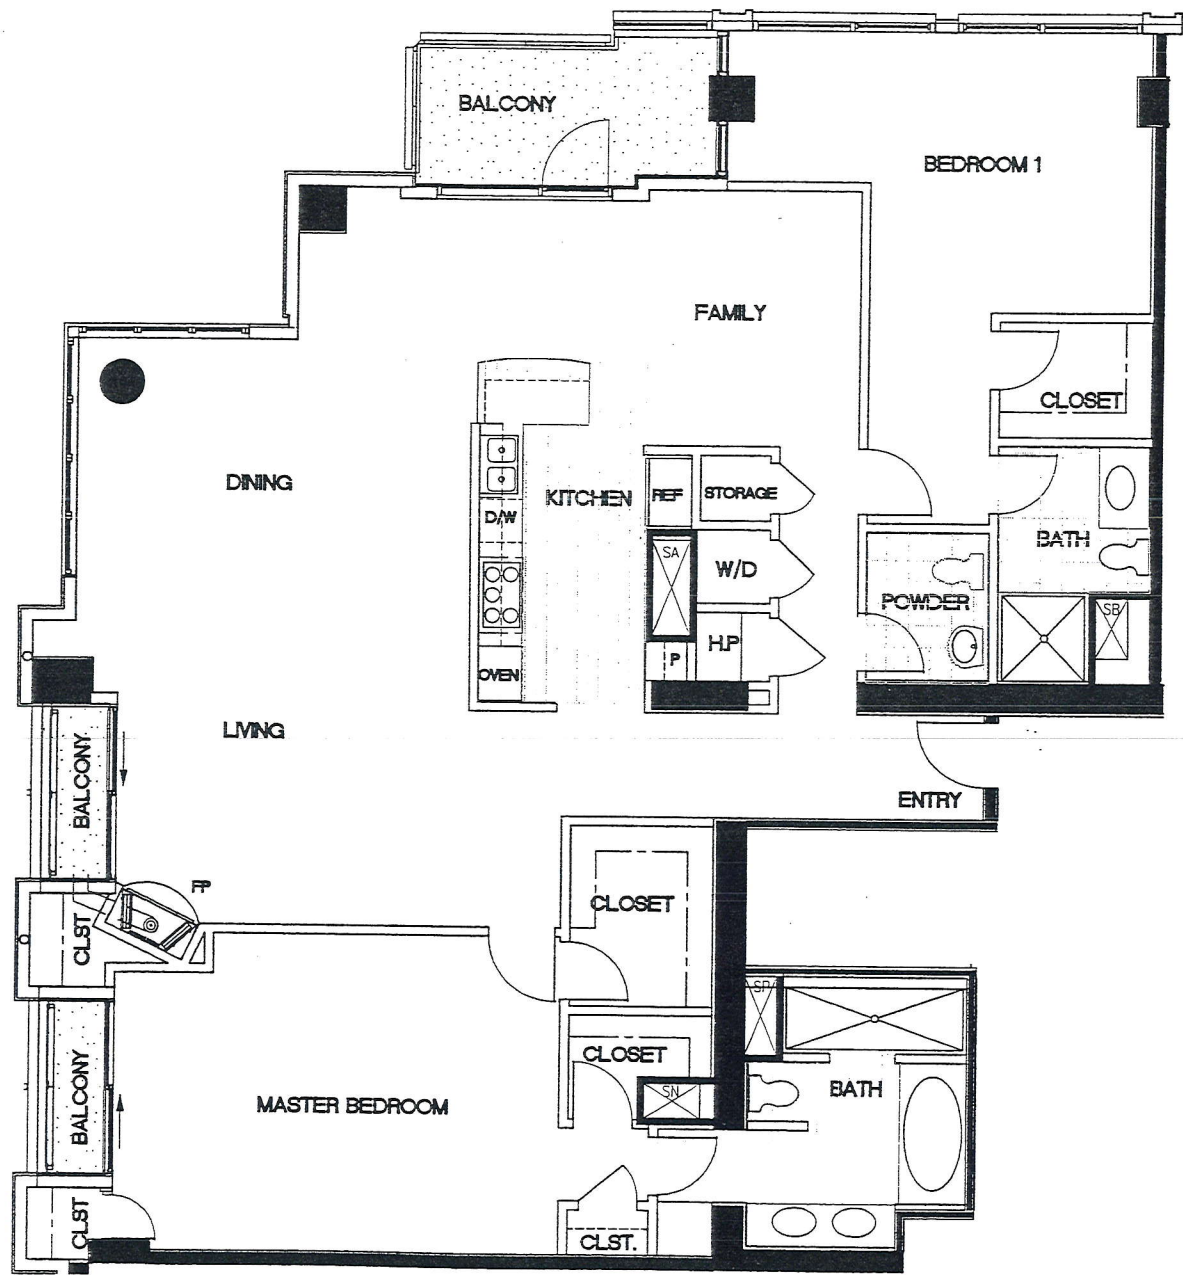 BALCONY
BEDROOM 1
FAMILY
CLOSET
DINING
KITCHEN
REF
STORAGE
D/W
BATH
SA
W/D
POWDER
SB
H.P
P
OVEN
LIVING
BALCONY
ENTRY
FP
CLOSET
CLST
SP
CLOSET
BATH
SN
BALCONY
MASTER BEDROOM
CLST
CLST.